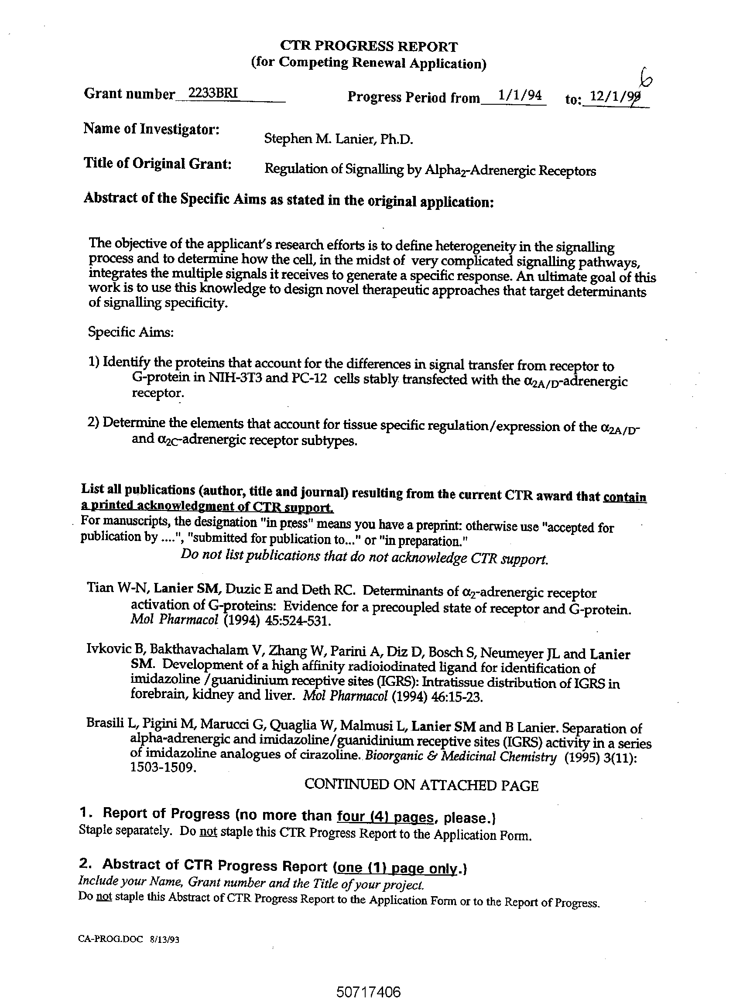 CTR PROGRESS REPORT
(for Competing Renewal Application)
6
Grant number 2233BRI Progress Period from 1/1/94 to: 12/1/99
Name of Investigator: Stephen M. Lanier, Ph.D.
Title of Original Grant: Regulation of Signalling by Alpha₂-Adrenergic Receptors
Abstract of the Specific Aims as stated in the original application:
The objective of the applicant's research efforts is to define heterogeneity in the signalling
process and to determine how the cell, in the midst of very complicated signalling pathways,
integrates the multiple signals it receives to generate a specific response. An ultimate goal of this
work is to use this knowledge to design novel therapeutic approaches that target determinants
of signalling specificity.
Specific Aims:
1) Identify the proteins that account for the differences in signal transfer from receptor to
G-protein in NIH-3T3 and PC-12 cells stably transfected with the α2A/D-adrenergic
receptor.
2) Determine the elements that account for tissue specific regulation/expression of the α2A/D-
and α2C-adrenergic receptor subtypes.
List all publications (author, title and journal) resulting from the current CTR award that contain
a printed acknowledgment of CTR support.
For manuscripts, the designation "in press" means you have a preprint: otherwise use "accepted for
publication by ....", "submitted for publication to..." or "in preparation."
Do not list publications that do not acknowledge CTR support.
Tian W-N, Lanier SM, Duzic E and Deth RC. Determinants of α₂-adrenergic receptor
activation of G-proteins: Evidence for a precoupled state of receptor and G-protein.
Mol Pharmacol (1994) 45:524-531.
Ivkovic B, Bakthavachalam V, Zhang W, Parini A, Diz D, Bosch S, Neumeyer JL and Lanier
SM. Development of a high affinity radioiodinated ligand for identification of
imidazoline /guanidinium receptive sites (IGRS): Intratissue distribution of IGRS in
forebrain, kidney and liver. Mol Pharmacol (1994) 46:15-23.
Brasili L, Pigini M, Marucci G, Quaglia W, Malmusi L, Lanier SM and B Lanier. Separation of
alpha-adrenergic and imidazoline/guanidinium receptive sites (IGRS) activity in a series
of imidazoline analogues of cirazoline. Bioorganic & Medicinal Chemistry (1995) 3(11):
1503-1509.
CONTINUED ON ATTACHED PAGE
1. Report of Progress (no more than four (4) pages, please.)
Staple separately. Do not staple this CTR Progress Report to the Application Form.
2. Abstract of CTR Progress Report (one (1) page only.)
Include your Name, Grant number and the Title of your project.
Do not staple this Abstract of CTR Progress Report to the Application Form or to the Report of Progress.
CA-PROG.DOC 8/13/93
50717406